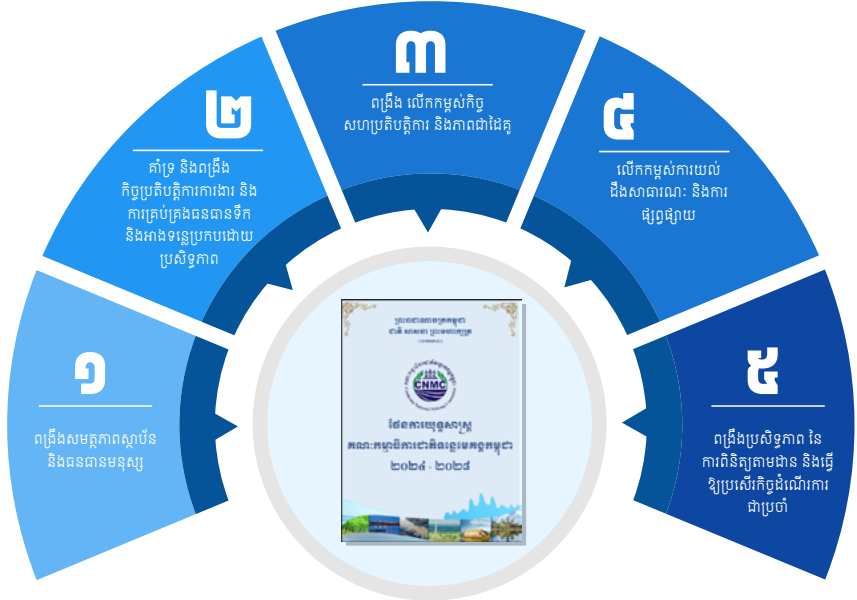 ១
ពង្រឹងសមត្ថភាពស្ថាប័ន
និងធនធានមនុស្ស
២
គាំទ្រ និងពង្រឹង
កិច្ចប្រតិបត្តិការការងារ និង
ការគ្រប់គ្រងធនធានទឹក
និងអាងទន្លេប្រកបដោយ
ប្រសិទ្ធភាព
៣
ពង្រឹង លើកកម្ពស់កិច្ច
សហប្រតិបត្តិការ និងភាពជាដៃគូ
៤
លើកកម្ពស់ការយល់
ដឹងសាធារណៈ និងការ
ផ្សព្វផ្សាយ
៥
ពង្រឹងប្រសិទ្ធភាព នៃ
ការពិនិត្យតាមដាន និងធ្វើ
ឱ្យប្រសើរកិច្ចដំណើរការ
ជាប្រចាំ
ព្រះរាជាណាចក្រកម្ពុជា
ជាតិ សាសនា ព្រះមហាក្សត្រ
CNMC
ផែនការយុទ្ធសាស្ត្រ
គណៈកម្មាធិការជាតិទន្លេមេគង្គកម្ពុជា
២០២៤ - ២០២៨